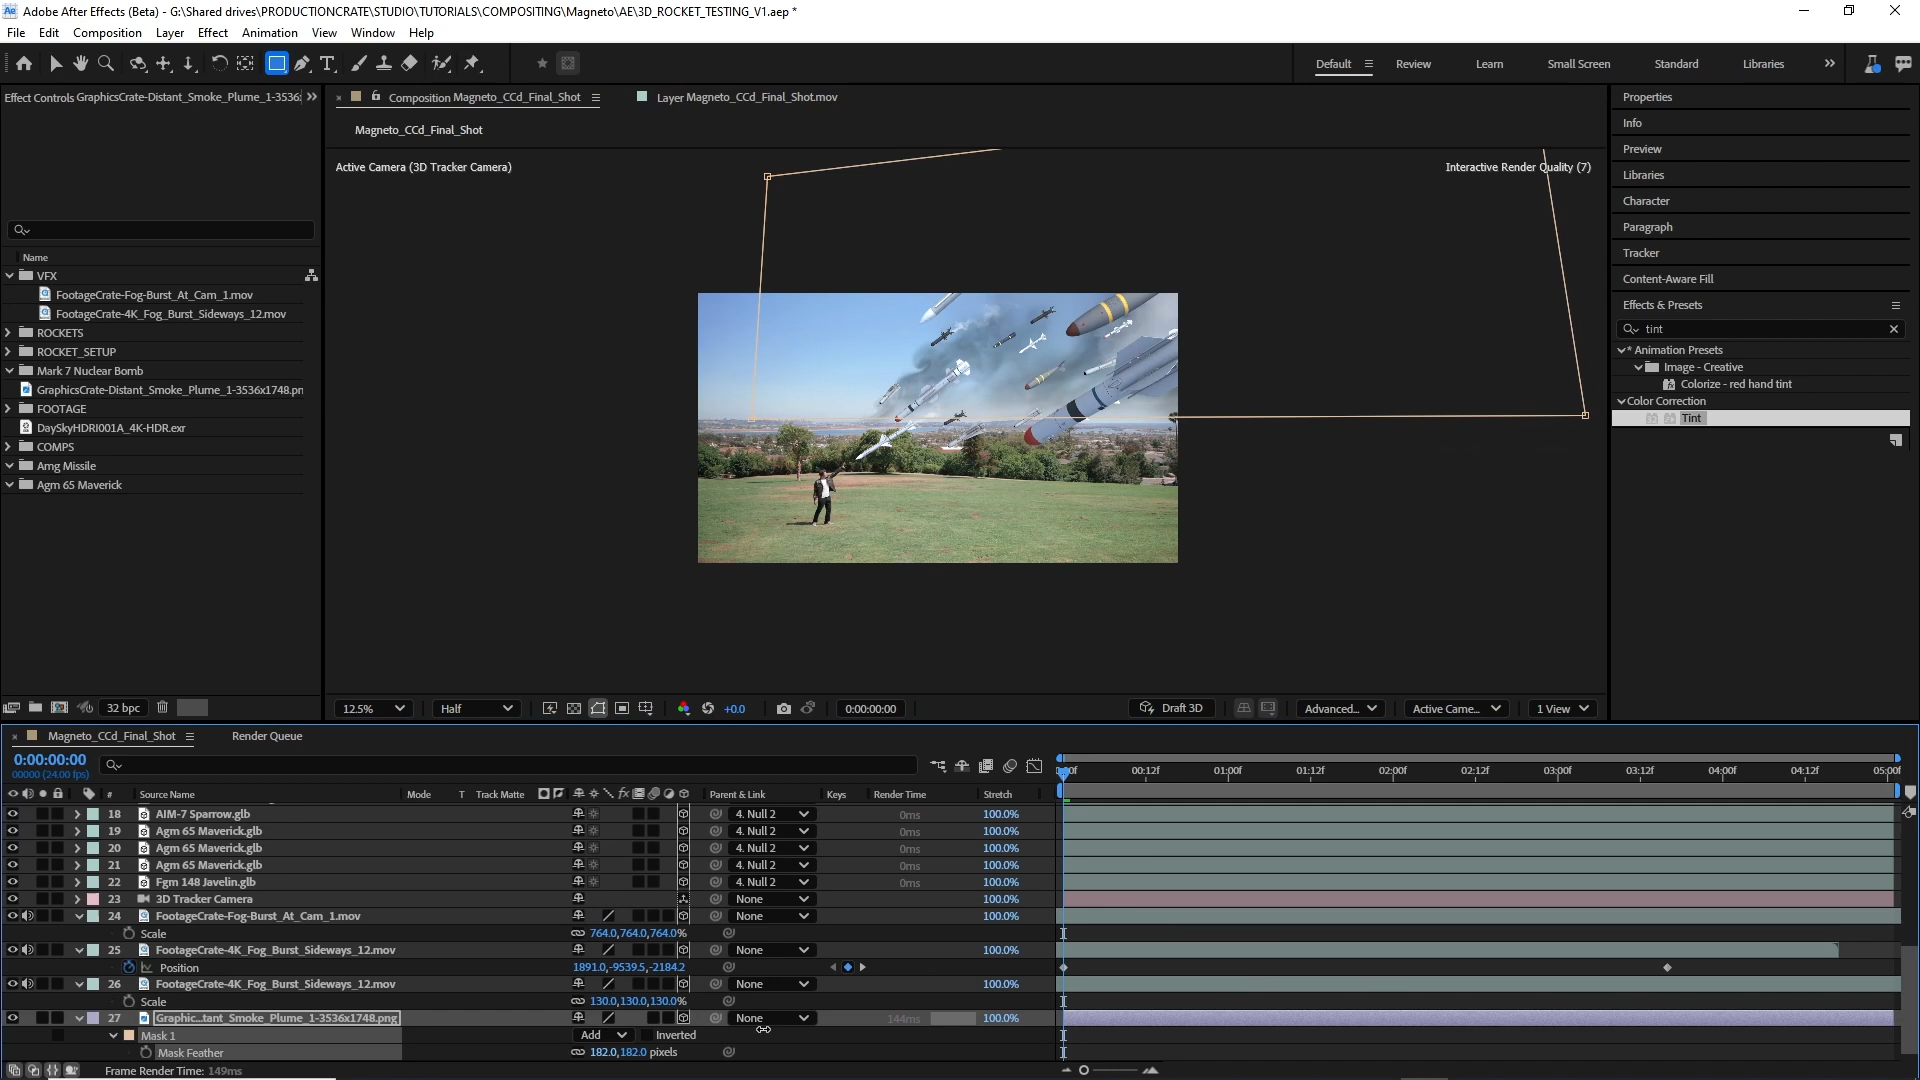 Adobe After Effects (Beta) - G:\Shared drives\PRODUCTIONCRATE\STUDIO\TUTORIALS\COMPOSITING\Magneto\AE\3D_ROCKET_TESTING_V1.aep *
File Edit Composition Layer Effect Animation View Window Help
Default Review Learn Small Screen Standard Libraries
Effect Controls GraphicsCrate-Distant_Smoke_Plume_1-3536:
Composition Magneto_CCd_Final_Shot
Layer Magneto_CCd_Final_Shot.mov
Magneto_CCd_Final_Shot
Active Camera (3D Tracker Camera)
Interactive Render Quality (7)
Name
VFX
FootageCrate-Fog-Burst_At_Cam_1.mov
FootageCrate-4K_Fog_Burst_Sideways_12.mov
ROCKETS
ROCKET_SETUP
Mark 7 Nuclear Bomb
GraphicsCrate-Distant_Smoke_Plume_1-3536x1748.pn
FOOTAGE
DaySkyHDRI001A_4K-HDR.exr
COMPS
Amg Missile
Agm 65 Maverick
Properties
Info
Preview
Libraries
Character
Paragraph
Tracker
Content-Aware Fill
Effects & Presets
tint
* Animation Presets
Image - Creative
Colorize - red hand tint
Color Correction
Tint
32 bpc
12.5% Half +0.0 0:00:00:00 Draft 3D Advanced... Active Came... 1 View
Magneto_CCd_Final_Shot Render Queue
0:00:00:00
00000 (24.00 fps)
:00f 00:12f 01:00f 01:12f 02:00f 02:12f 03:00f 03:12f 04:00f 04:12f 05:00f
# Source Name Mode T Track Matte Parent & Link Keys Render Time Stretch
18 AIM-7 Sparrow.glb 4. Null 2 0ms 100.0%
19 Agm 65 Maverick.glb 4. Null 2 0ms 100.0%
20 Agm 65 Maverick.glb 4. Null 2 0ms 100.0%
21 Agm 65 Maverick.glb 4. Null 2 0ms 100.0%
22 Fgm 148 Javelin.glb 4. Null 2 0ms 100.0%
23 3D Tracker Camera None 100.0%
24 FootageCrate-Fog-Burst_At_Cam_1.mov None 100.0%
Scale 764.0,764.0,764.0%
25 FootageCrate-4K_Fog_Burst_Sideways_12.mov None 100.0%
Position 1891.0,-9539.5,-2184.2
26 FootageCrate-4K_Fog_Burst_Sideways_12.mov None 100.0%
Scale 130.0,130.0,130.0%
27 Graphic...tant_Smoke_Plume_1-3536x1748.png None 144ms 100.0%
Mask 1 Add Inverted
Mask Feather 182.0,182.0 pixels
Frame Render Time: 149ms